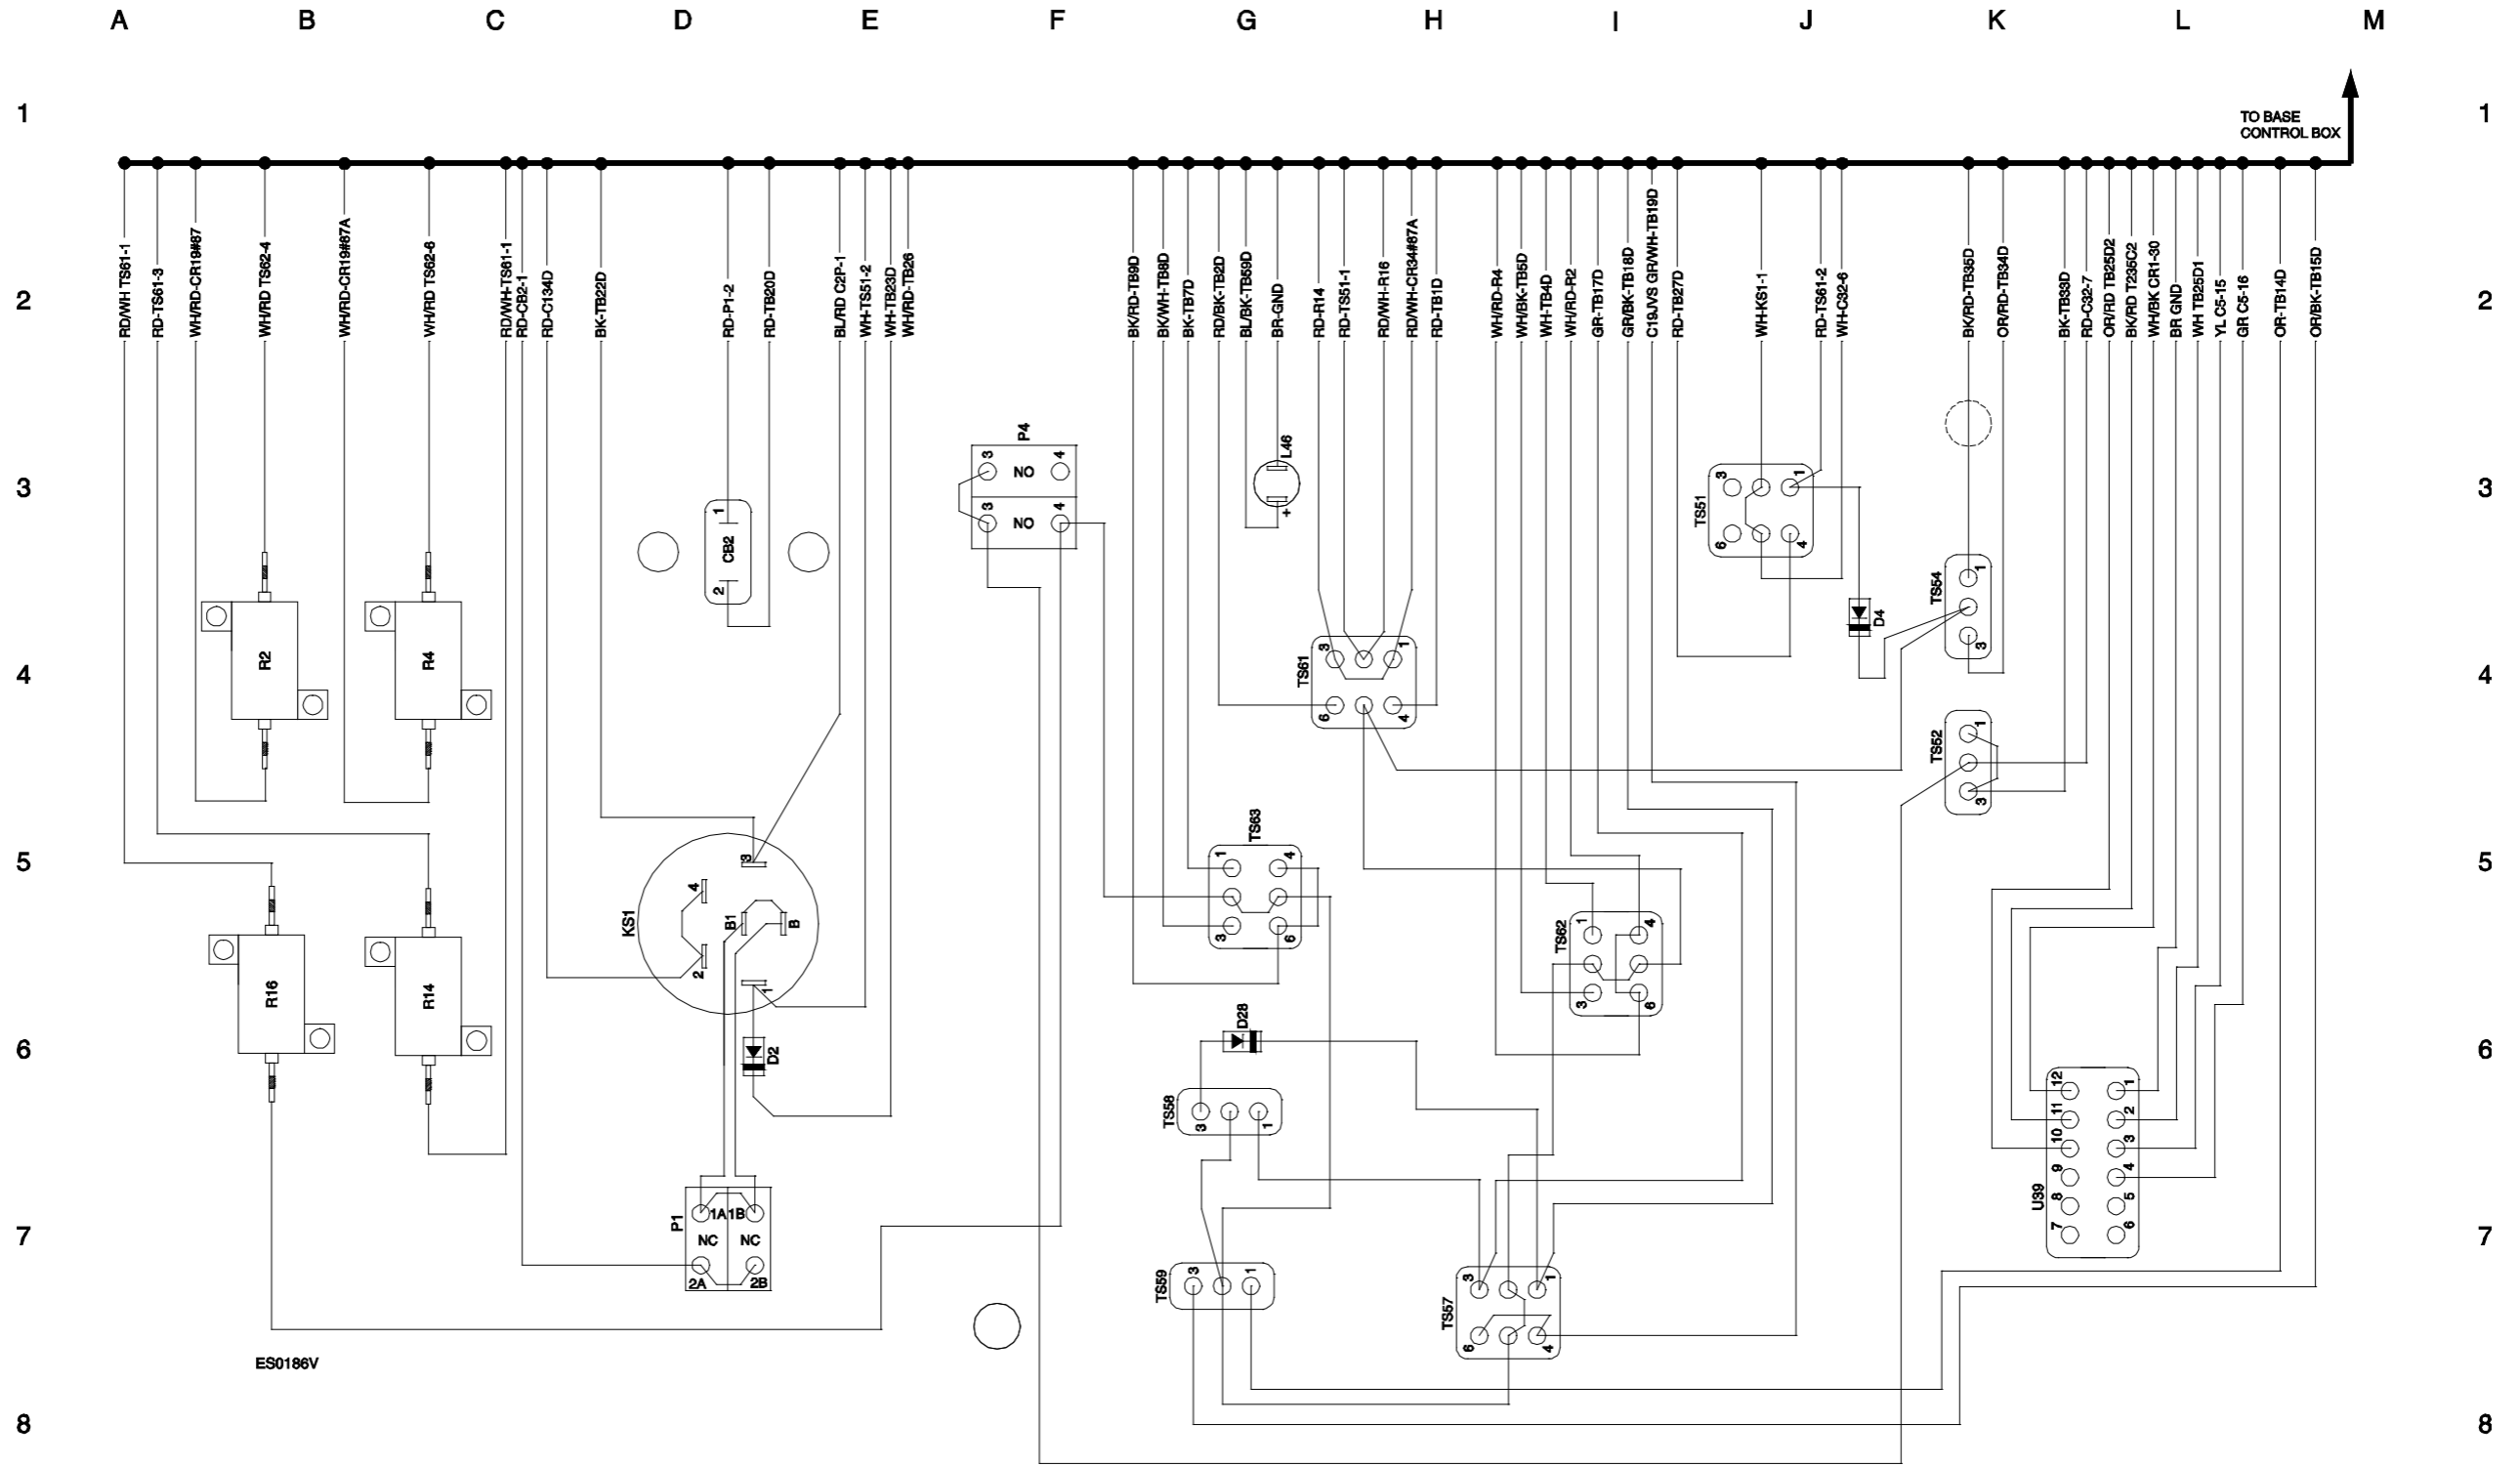 A B C D E F G H I J K L M
1 1
TO BASE
CONTROL BOX
2 2
RD/WH TS61-1
RD-TS61-3
WH/RD-CR19#87
WH/RD TS62-4
WH/RD-CR19#87A
WH/RD TS62-6
RD/WH-TS61-1
RD-CB2-1
RD-C134D
BK-TB22D
RD-P1-2
RD-TB20D
BL/RD C2P-1
WH-TS51-2
WH-TB23D
WH/RD-TB26
BK/RD-TB9D
BK/WH-TB8D
BK-TB7D
RD/BK-TB2D
BL/BK-TB59D
BR-GND
RD-R14
RD-TS51-1
RD/WH-R16
RD/WH-CR34#87A
RD-TB1D
WH/RD-R4
WH/BK-TB5D
WH-TB4D
WH/RD-R2
GR-TB17D
GR/BK-TB18D
C19JVS GR/WH-TB19D
RD-TB27D
WH-KS1-1
RD-TS61-2
WH-C32-6
BK/RD-TB35D
OR/RD-TB34D
BK-TB33D
RD-C32-7
OR/RD TB25D2
BK/RD T235C2
WH/BK CR1-30
BR GND
WH TB25D1
YL C5-15
GR C5-16
OR-TB14D
OR/BK-TB15D
3 3
P4
3 NO 4
3 NO 4
L46
+
TS51
3 1
6 4
CB2
1
2
TS54
1
3
D4
4 4
R2
R4
TS61
3 1
6 4
TS52
1
3
5 5
KS1
3
4
B1 B
2
1
TS63
1 4
3 6
TS62
1 4
3 6
R16
R14
6 6
D2
D28
TS58
3 1
U39
12 1
11 2
10 3
9 4
8 5
7 6
7 7
P1
1A 1B
NC NC
2A 2B
TS59
3 1
TS57
3 1
6 4
ES0186V
8 8